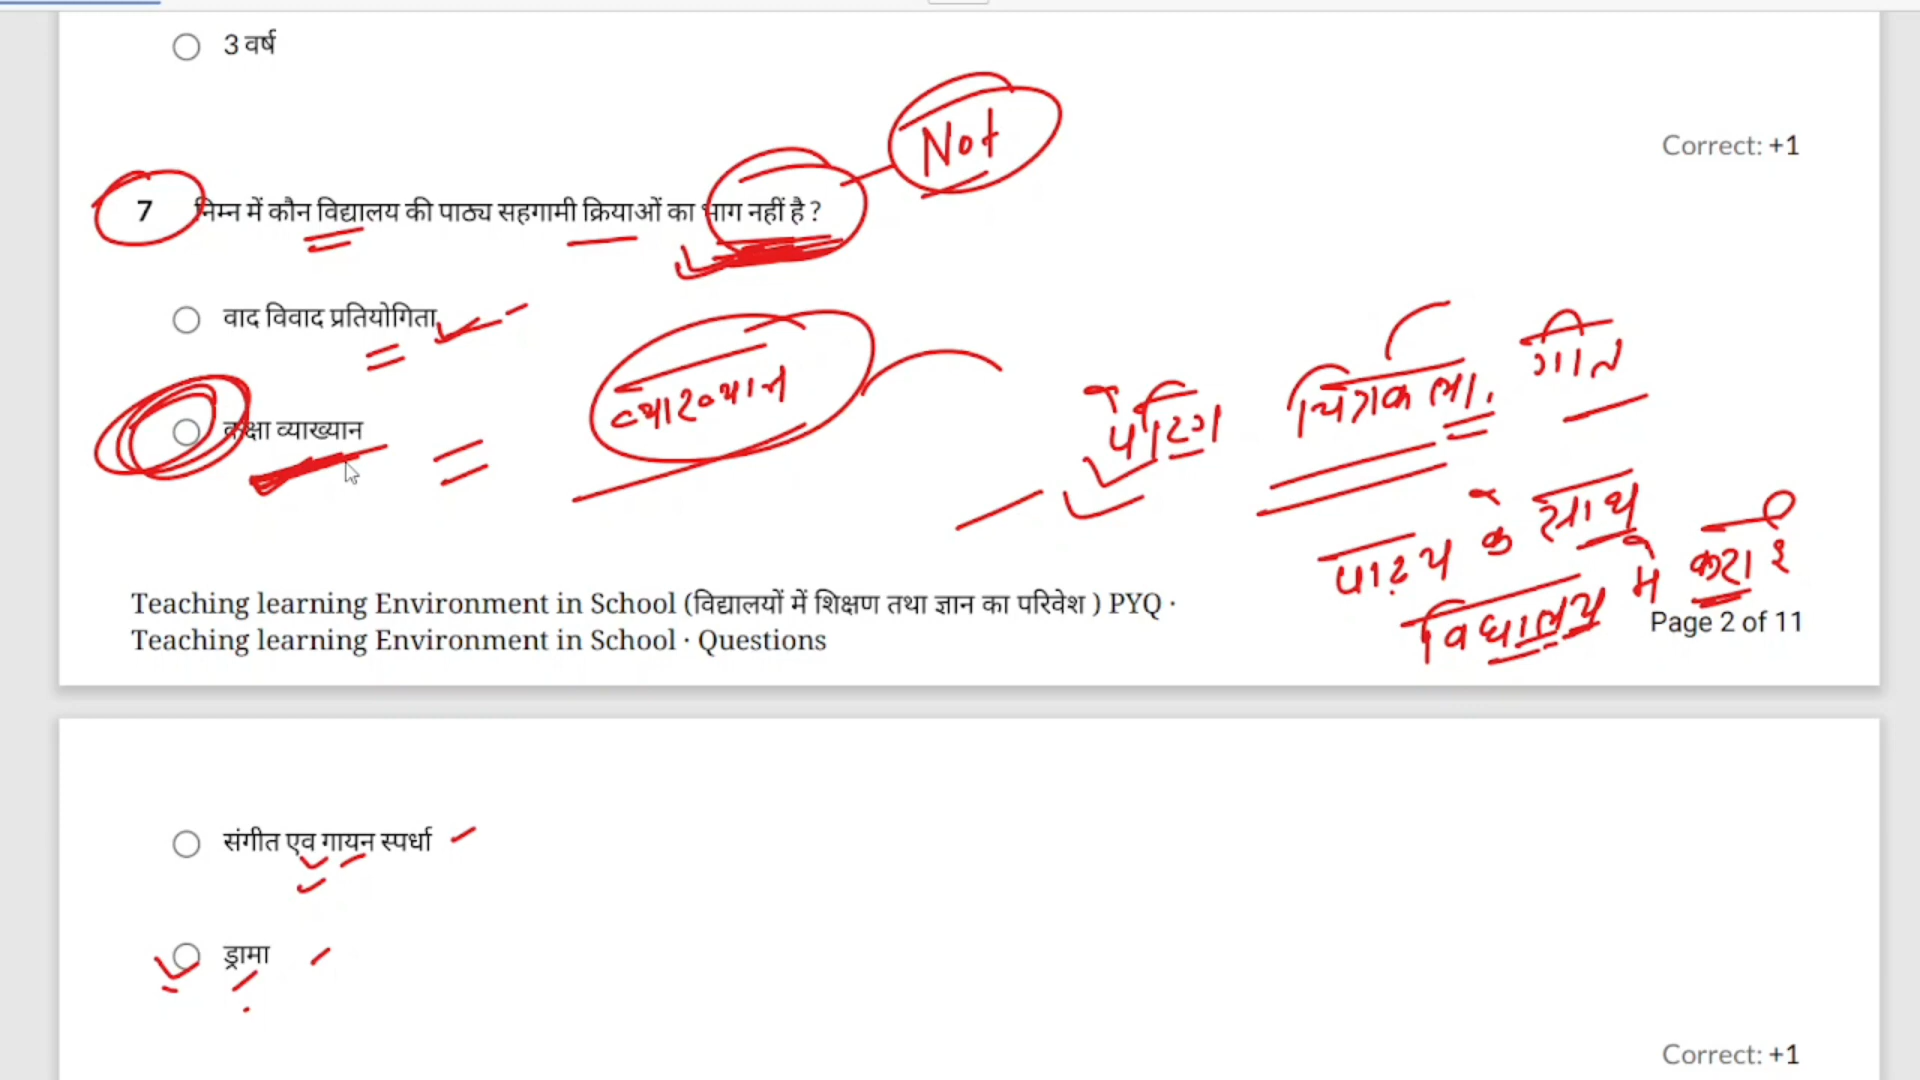 3 वर्ष
Not
Correct: +1
7 निम्न में कौन विद्यालय की पाठ्य सहगामी क्रियाओं का भाग नहीं है ?
वाद विवाद प्रतियोगिता
व्याख्यान
पेंटिंग चित्रकला, गीत
कक्षा व्याख्यान
पाठ्य के साथ
विद्यालय में कराई
Teaching learning Environment in School (विद्यालयों में शिक्षण तथा ज्ञान का परिवेश ) PYQ ·
Teaching learning Environment in School · Questions
Page 2 of 11
संगीत एव गायन स्पर्धा
ड्रामा
Correct: +1